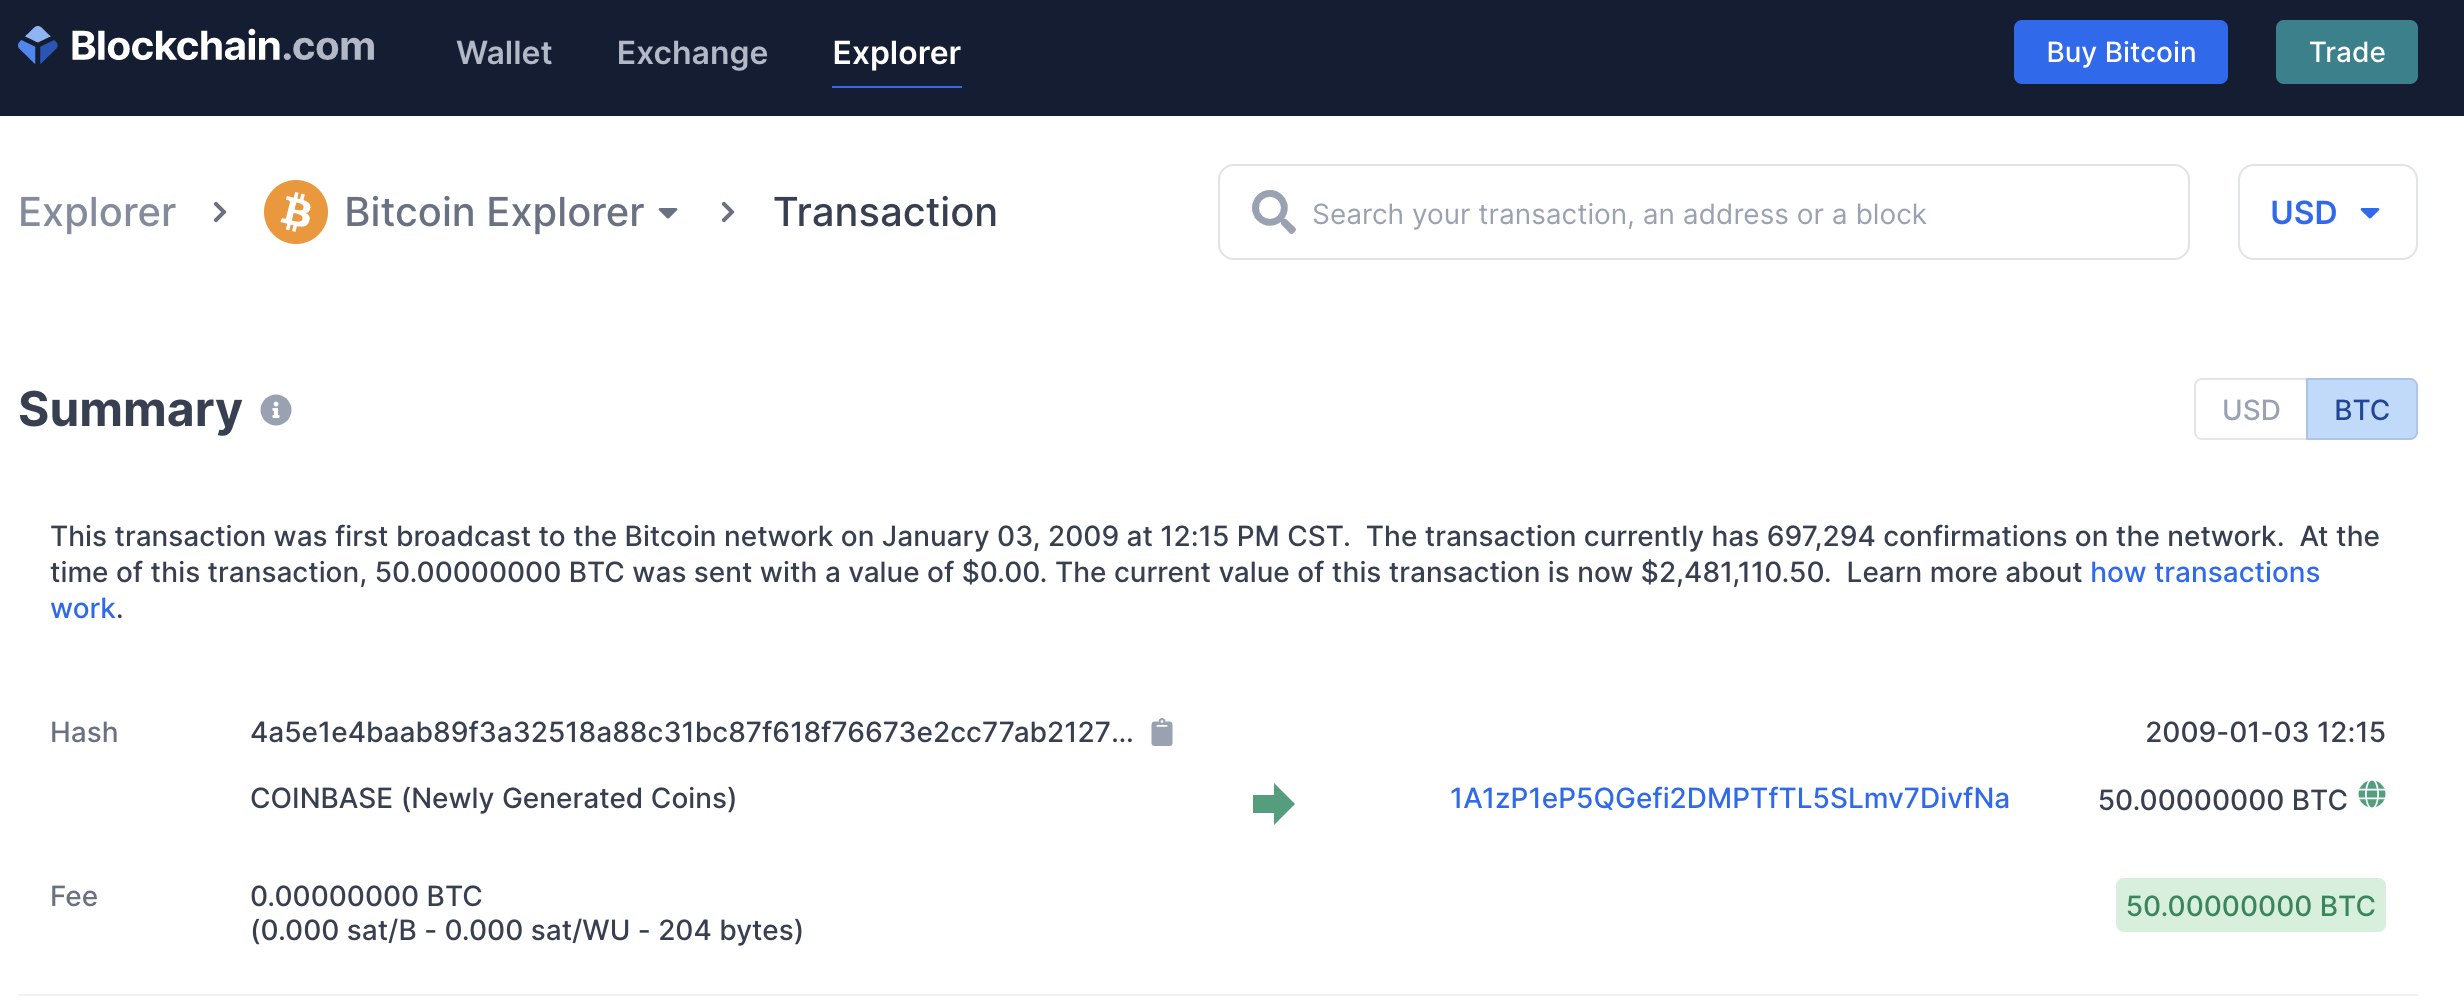 Blockchain.com Wallet Exchange Explorer Buy Bitcoin Trade
Explorer > Bitcoin Explorer > Transaction Search your transaction, an address or a block USD
Summary USD BTC
This transaction was first broadcast to the Bitcoin network on January 03, 2009 at 12:15 PM CST. The transaction currently has 697,294 confirmations on the network. At the
time of this transaction, 50.00000000 BTC was sent with a value of $0.00. The current value of this transaction is now $2,481,110.50. Learn more about how transactions
work.
Hash 4a5e1e4baab89f3a32518a88c31bc87f618f76673e2cc77ab2127... 2009-01-03 12:15
COINBASE (Newly Generated Coins) 1A1zP1eP5QGefi2DMPTfTL5SLmv7DivfNa 50.00000000 BTC
Fee 0.00000000 BTC 50.00000000 BTC
(0.000 sat/B - 0.000 sat/WU - 204 bytes)